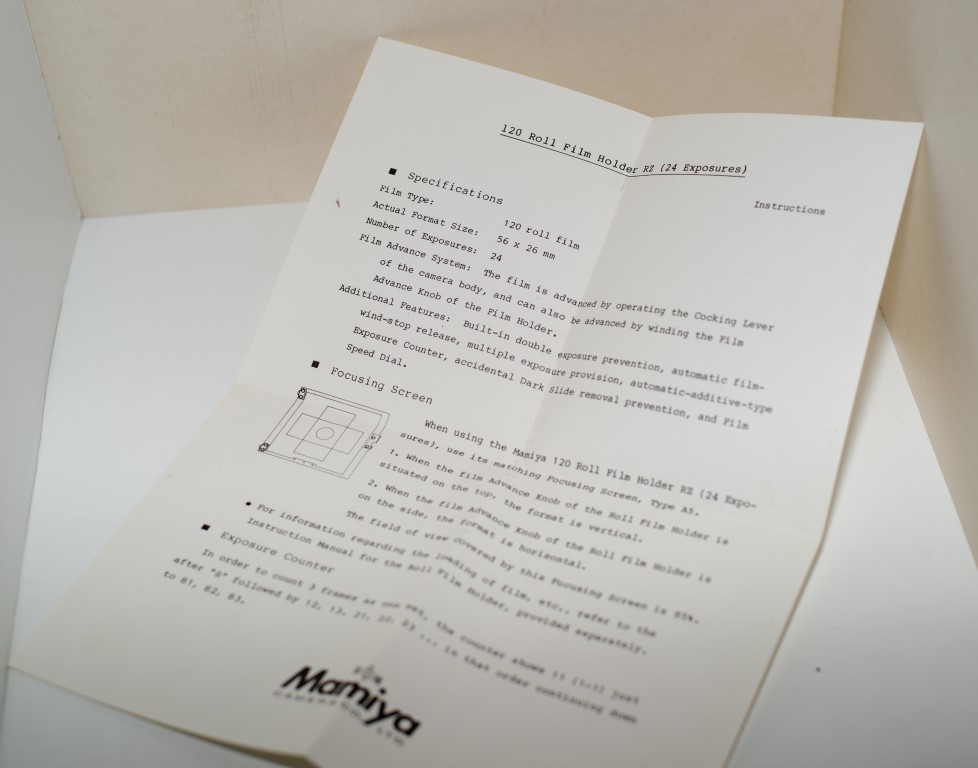 120 Roll Film Holder RZ (24 Exposures)
Instructions
■ Specifications
Film Type: 120 roll film
Actual Format Size: 56 x 26 mm
Number of Exposures: 24
Film Advance System: The film is advanced by operating the Cocking Lever
of the camera body, and can also be advanced by winding the Film
Advance Knob of the Film Holder.
Additional Features: Built-in double exposure prevention, automatic film-
wind-stop release, multiple exposure provision, automatic-additive-type
Exposure Counter, accidental Dark Slide removal prevention, and Film
Speed Dial.
■ Focusing Screen
When using the Mamiya 120 Roll Film Holder RZ (24 Expo-
sures), use its matching Focusing Screen, Type A5.
1. When the film Advance Knob of the Roll Film Holder is
situated on the top, the format is vertical.
2. When the film Advance Knob of the Roll Film Holder is
on the side, the format is horizontal.
The field of view covered by this Focusing Screen is 95%.
• For information regarding the loading of film, etc., refer to the
Instruction Manual for the Roll Film Holder, provided separately.
■ Exposure Counter
In order to count 3 frames as one set, the counter shows 11 (1-1) just
after "S" followed by 12, 13, 21, 22, 23 ... in that order continuing down
to 81, 82, 83.
Mamiya
CAMERA CO., LTD.